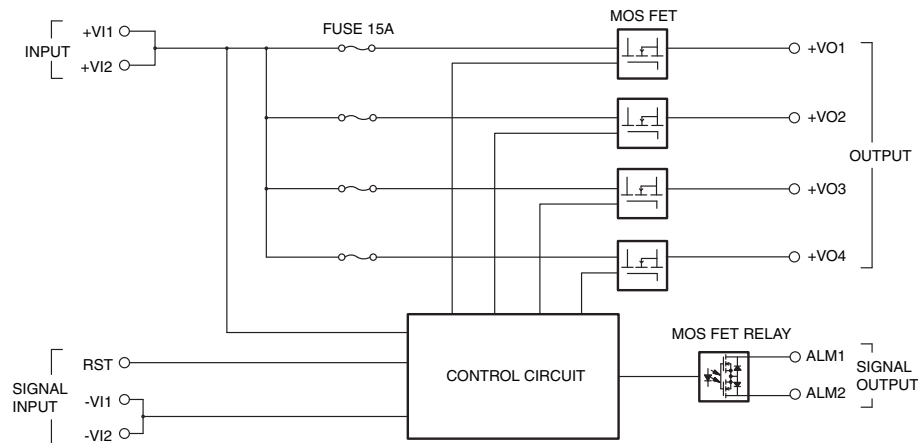 MOS FET
FUSE 15A
INPUT
+VI1
+VI2
+VO1
+VO2
OUTPUT
+VO3
+VO4
MOS FET RELAY
SIGNAL
INPUT
RST
-VI1
-VI2
CONTROL CIRCUIT
ALM1
ALM2
SIGNAL
OUTPUT